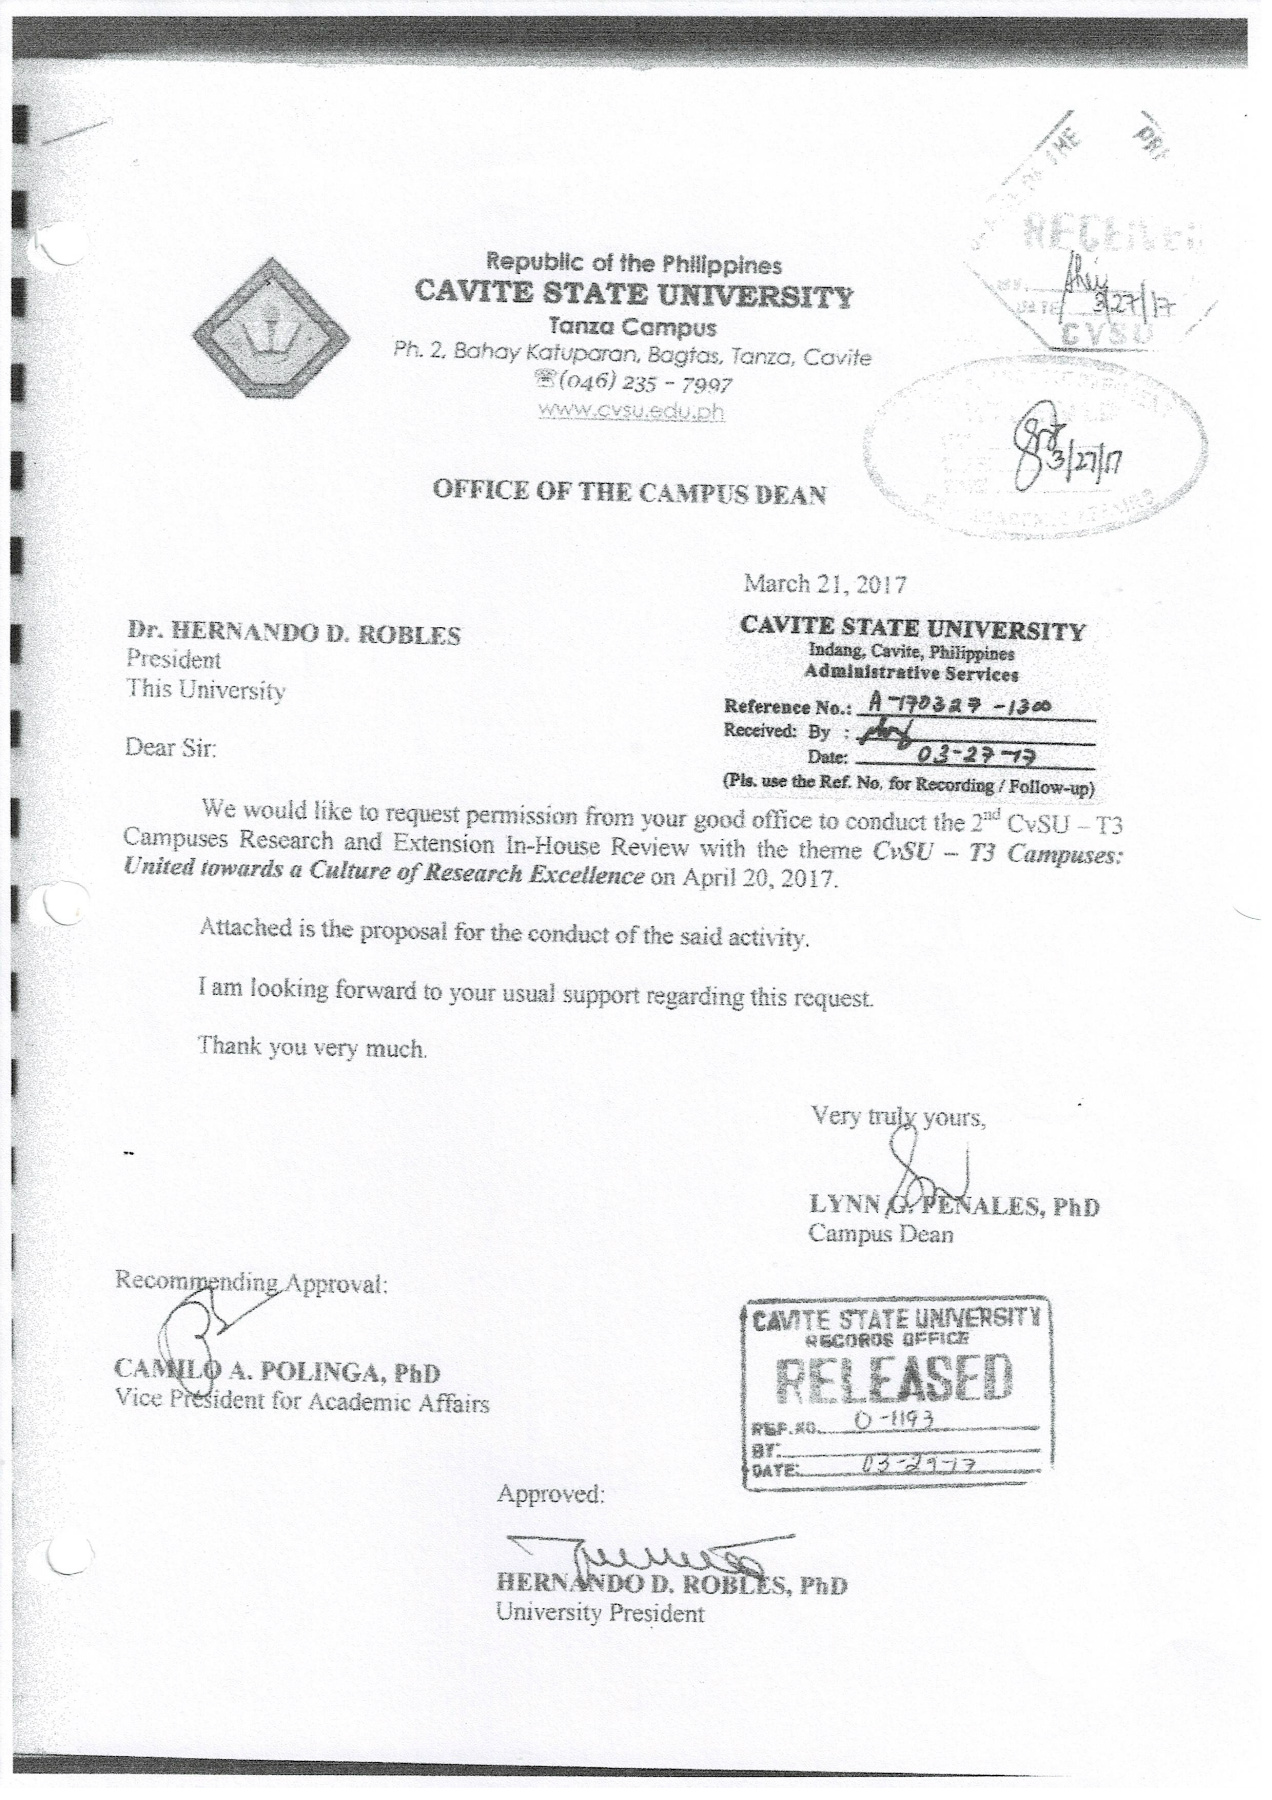 RECEIVED
3/27/17
CVSU
Republic of the Philippines
CAVITE STATE UNIVERSITY
Tanza Campus
Ph. 2, Bahay Katuparan, Bagtas, Tanza, Cavite
☏(046) 235 - 7997
www.cvsu.edu.ph
3/27/17
OFFICE OF THE CAMPUS DEAN
March 21, 2017
Dr. HERNANDO D. ROBLES
President
This University
CAVITE STATE UNIVERSITY
Indang, Cavite, Philippines
Administrative Services
Reference No.: A-170327-1300
Received: By :
Date: 03-27-17
(Pls. use the Ref. No. for Recording / Follow-up)
Dear Sir:
We would like to request permission from your good office to conduct the 2nd CvSU – T3
Campuses Research and Extension In-House Review with the theme CvSU – T3 Campuses:
United towards a Culture of Research Excellence on April 20, 2017.
Attached is the proposal for the conduct of the said activity.
I am looking forward to your usual support regarding this request.
Thank you very much.
Very truly yours,
LYNN G. PENALES, PhD
Campus Dean
Recommending Approval:
CAMILO A. POLINGA, PhD
Vice President for Academic Affairs
CAVITE STATE UNIVERSITY
RECORDS OFFICE
RELEASED
REF. NO. 0-1193
BY:
DATE: 03-29-17
Approved:
HERNANDO D. ROBLES, PhD
University President